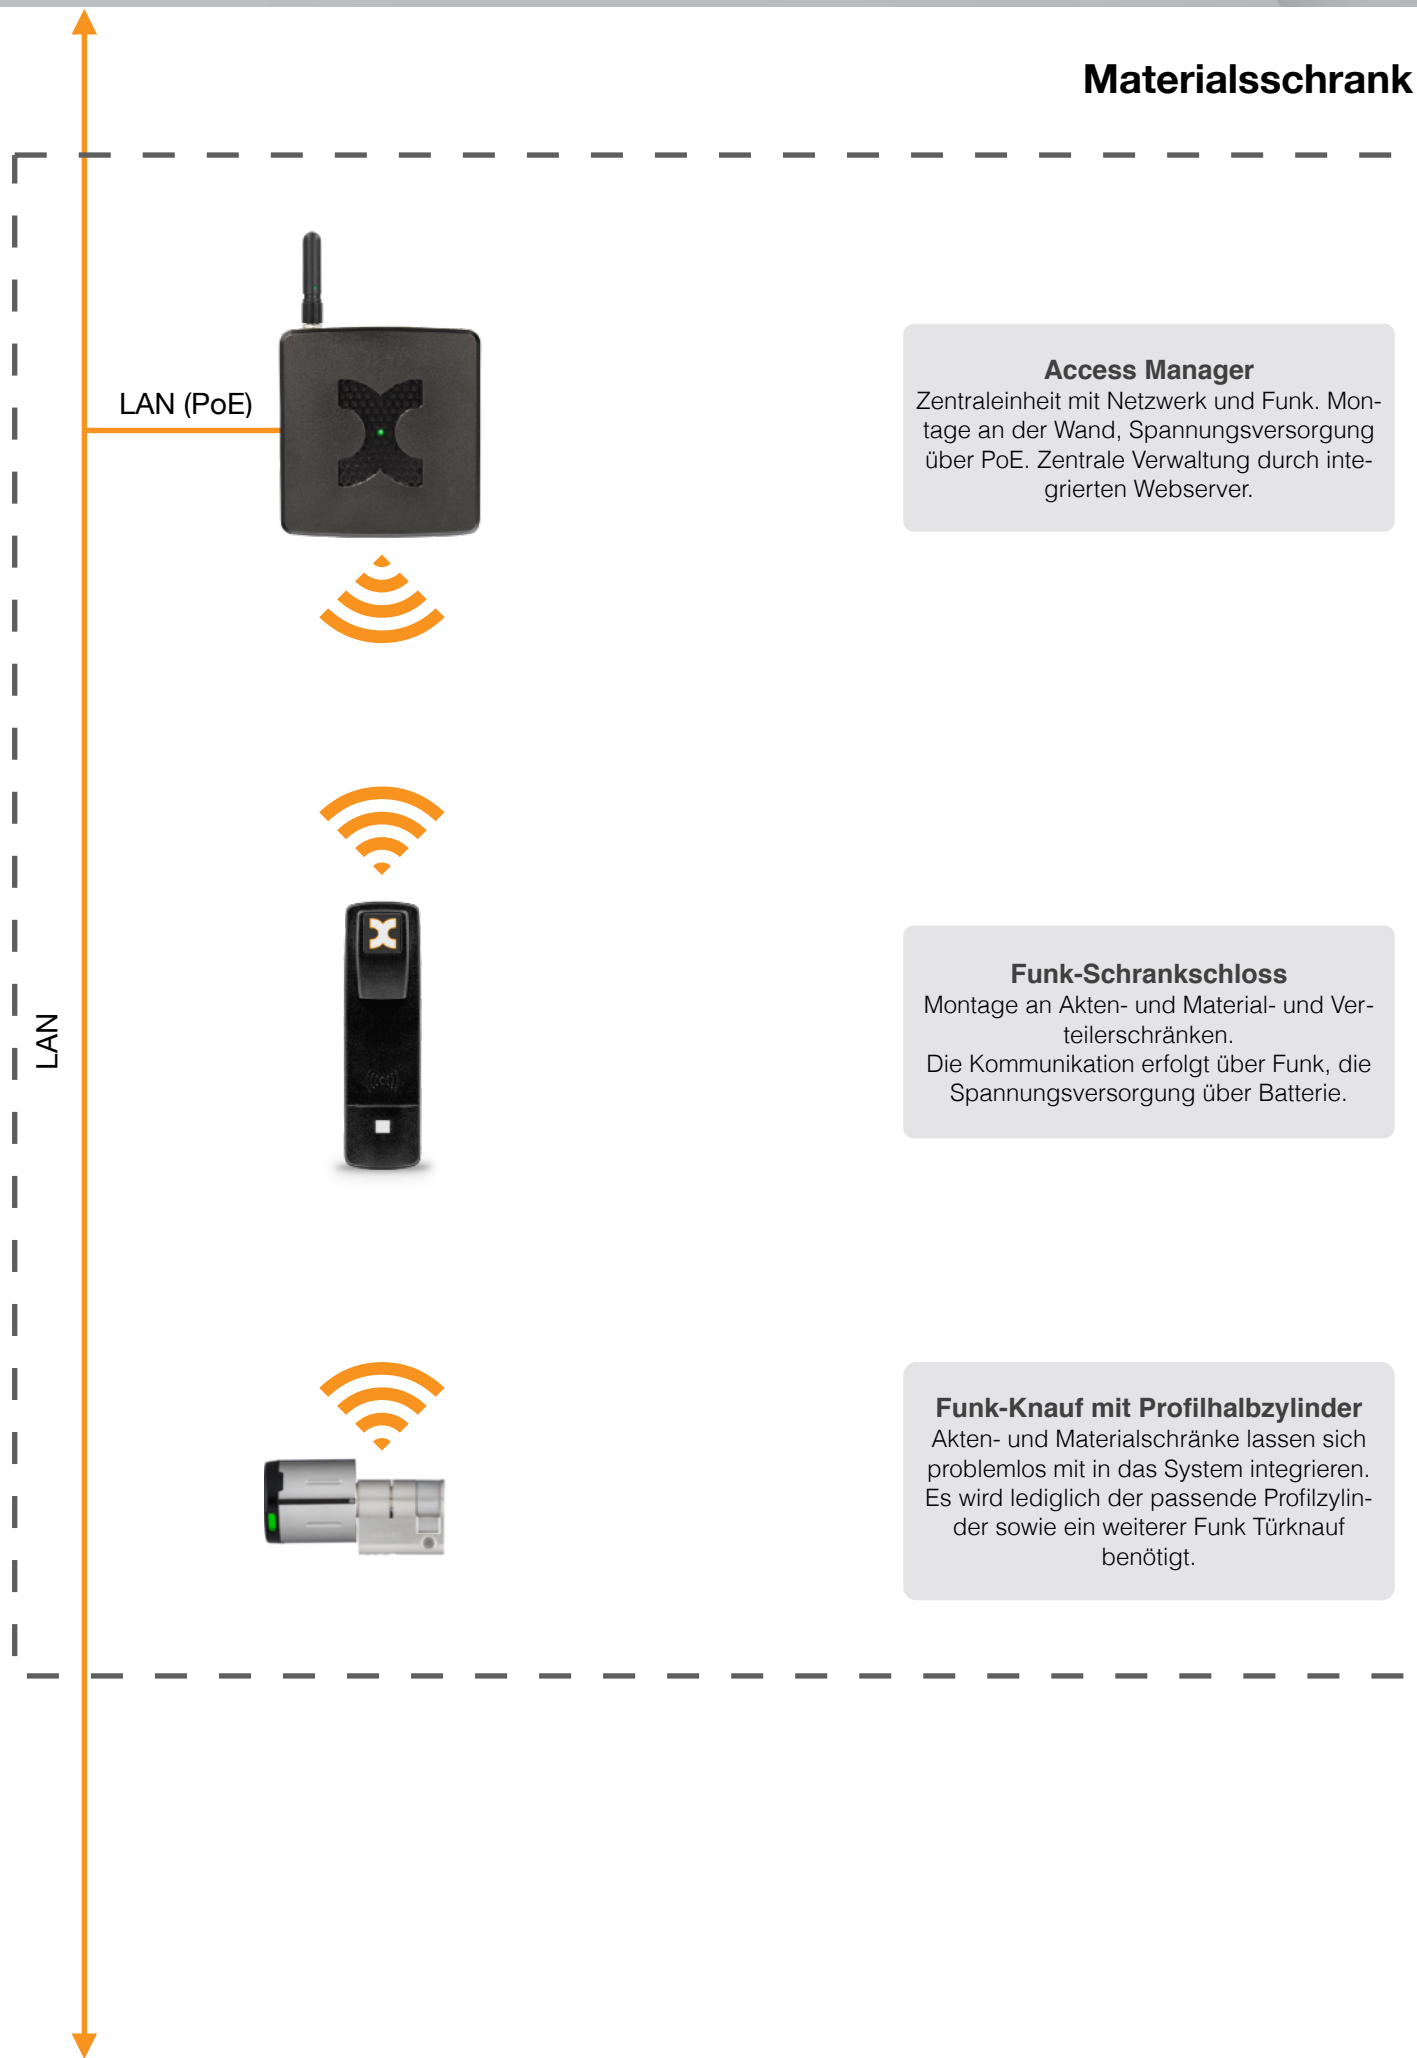 Materialsschrank
LAN (PoE)
Access Manager
Zentraleinheit mit Netzwerk und Funk. Mon-
tage an der Wand, Spannungsversorgung
über PoE. Zentrale Verwaltung durch inte-
grierten Webserver.
LAN
Funk-Schrankschloss
Montage an Akten- und Material- und Ver-
teilerschränken.
Die Kommunikation erfolgt über Funk, die
Spannungsversorgung über Batterie.
Funk-Knauf mit Profilhalbzylinder
Akten- und Materialschränke lassen sich
problemlos mit in das System integrieren.
Es wird lediglich der passende Profilzylin-
der sowie ein weiterer Funk Türknauf
benötigt.